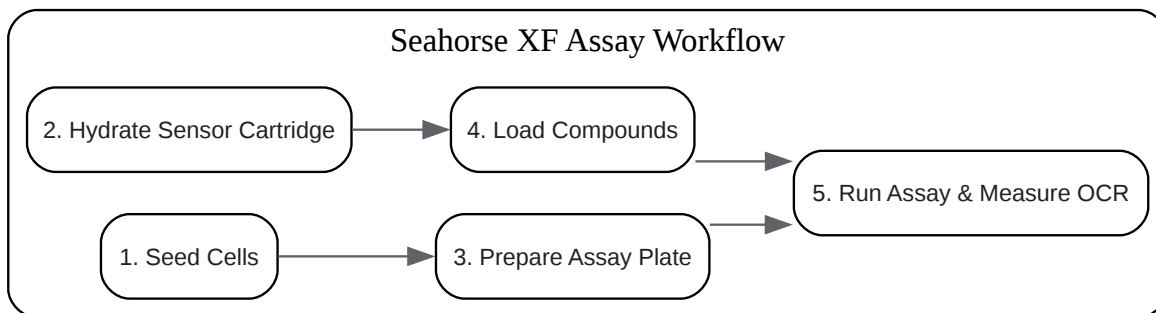 Seahorse XF Assay Workflow
2. Hydrate Sensor Cartridge
4. Load Compounds
5. Run Assay & Measure OCR
1. Seed Cells
3. Prepare Assay Plate